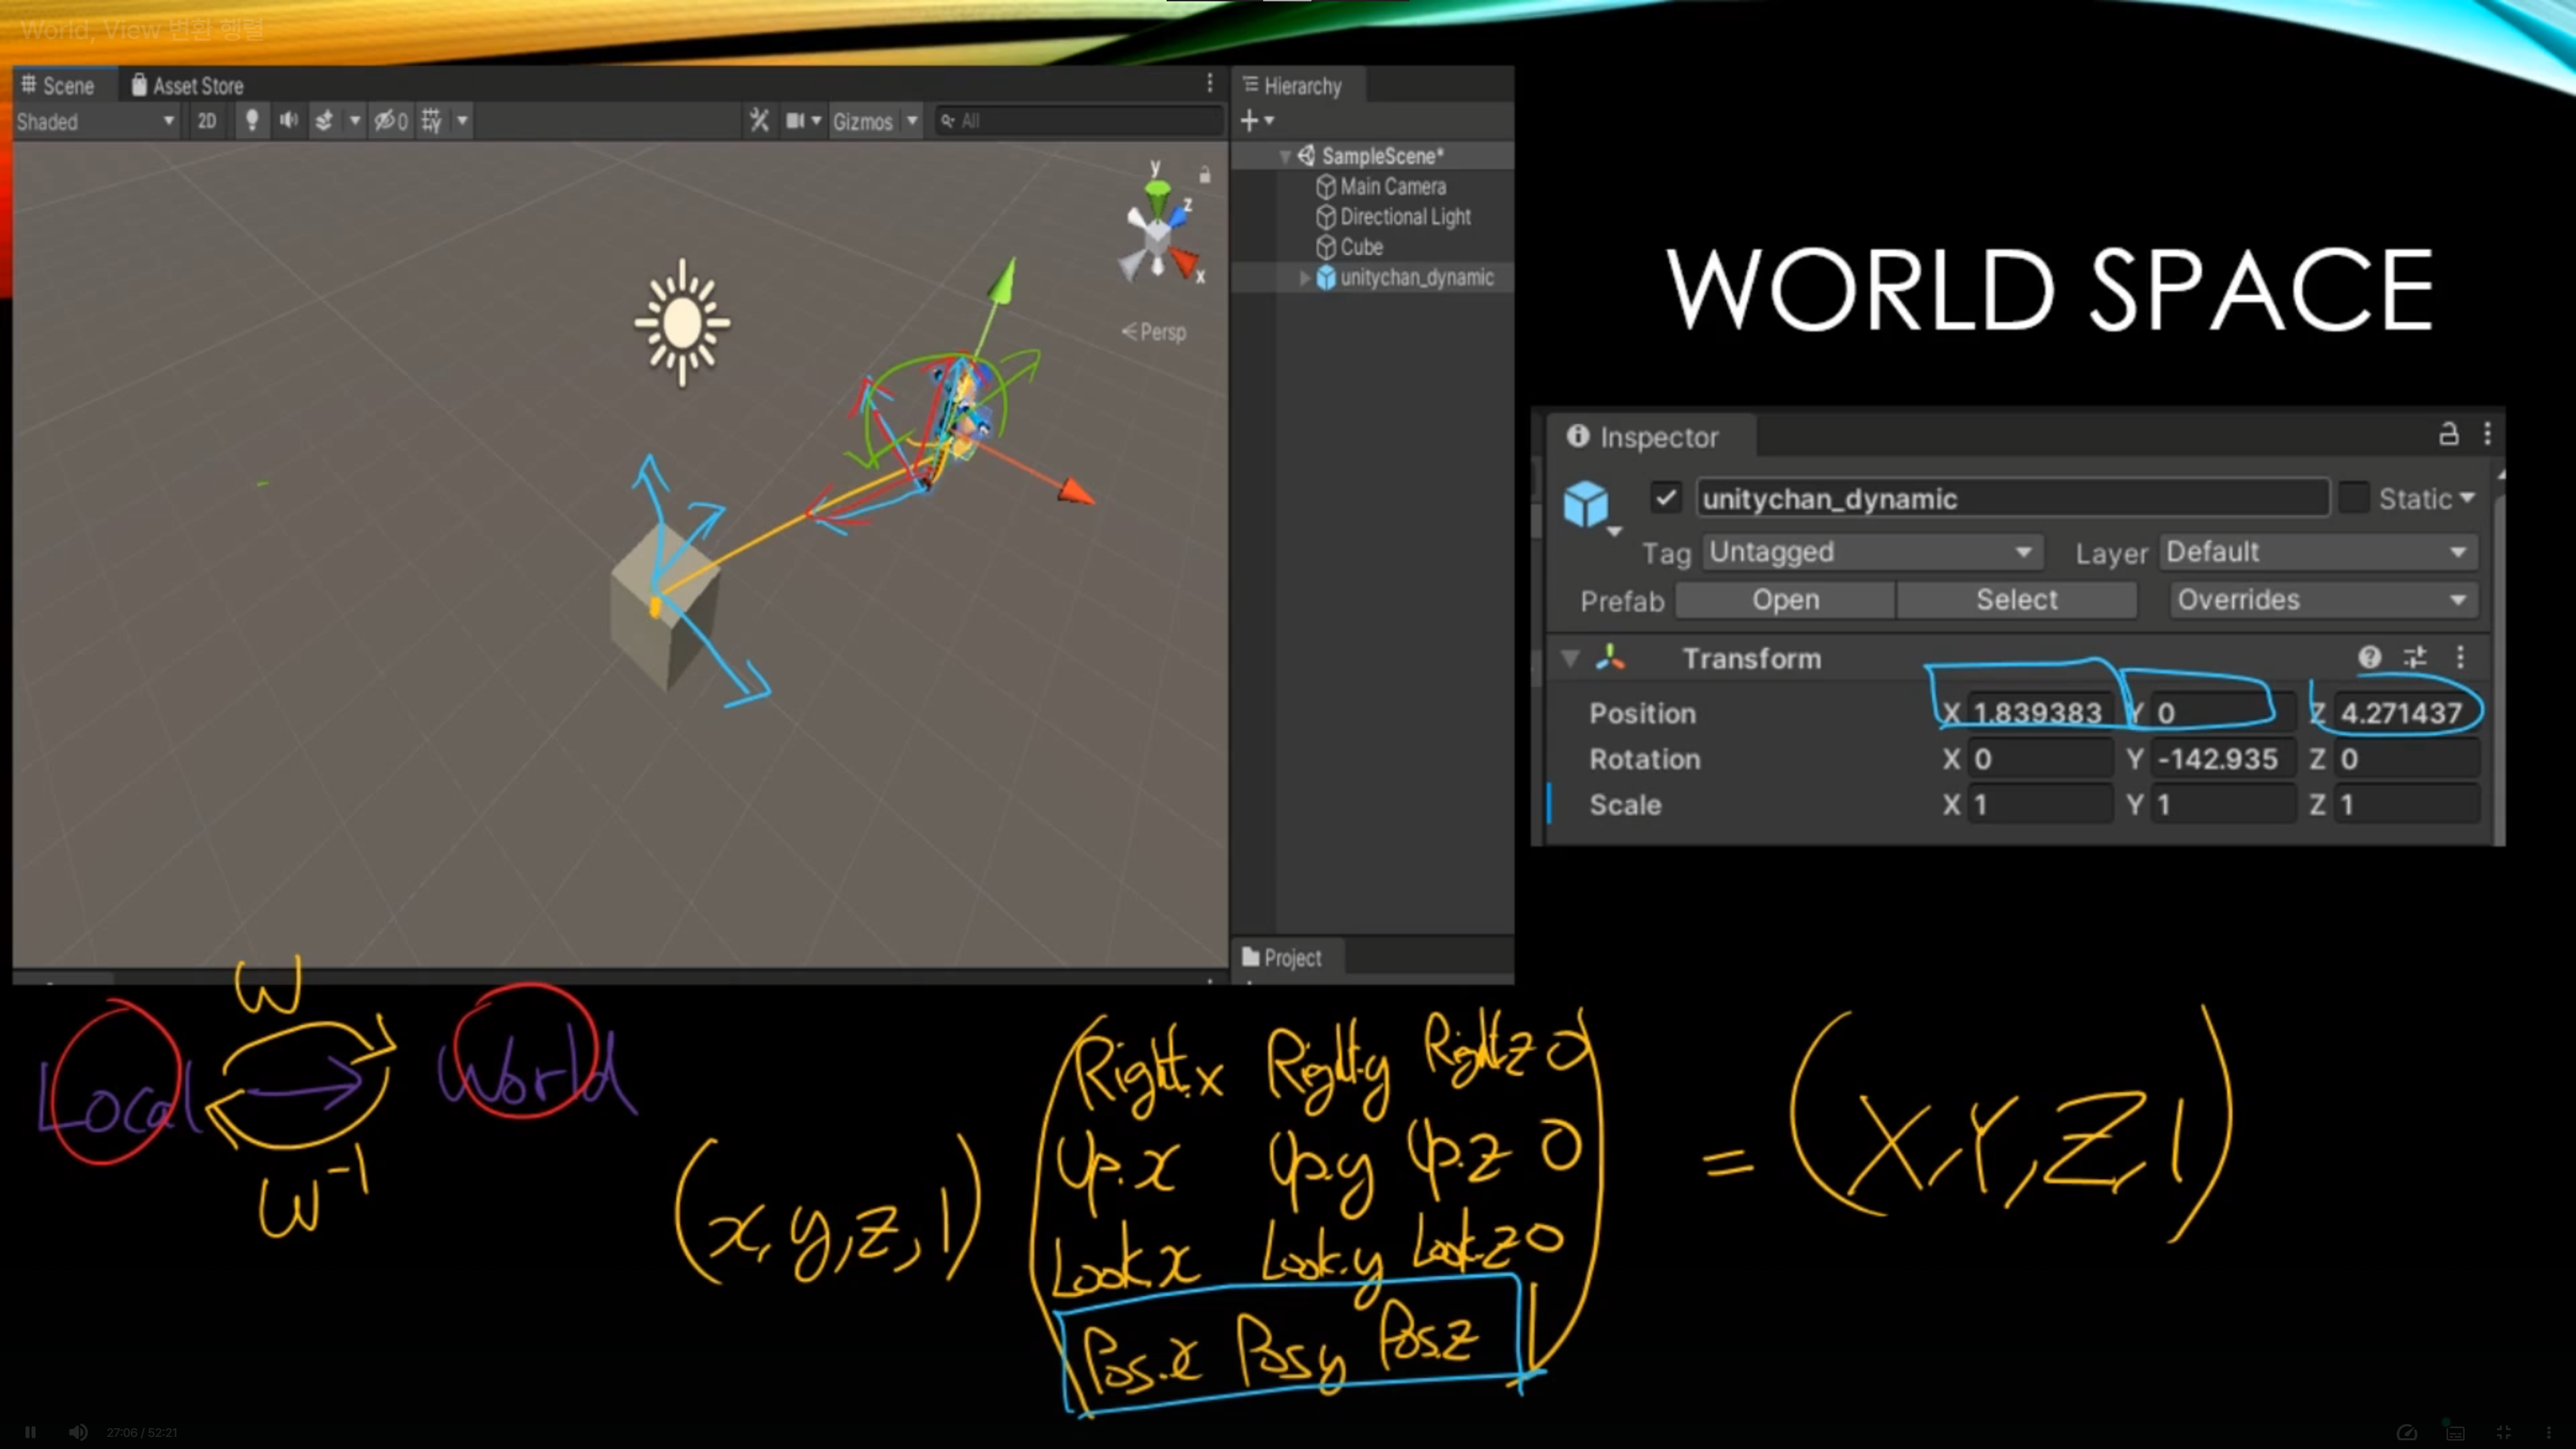 World, View 변환 행렬
Scene
Asset Store
Hierarchy
Shaded
2D
0
Gizmos
All
SampleScene*
Main Camera
Directional Light
Cube
unitychan_dynamic
y
z
x
Persp
Project
WORLD SPACE
Inspector
unitychan_dynamic
Static
Tag Untagged Layer Default
Prefab Open Select Overrides
Transform
Position X 1.839383 Y 0 Z 4.271437
Rotation X 0 Y -142.935 Z 0
Scale X 1 Y 1 Z 1
W
Local World
W⁻¹
(x, y, z, 1)
Right.x Right.y Right.z 0
Up.x Up.y Up.z 0
Look.x Look.y Look.z 0
Pos.x Pos.y Pos.z 1
= (X, Y, Z, 1)
27:06 / 52:21